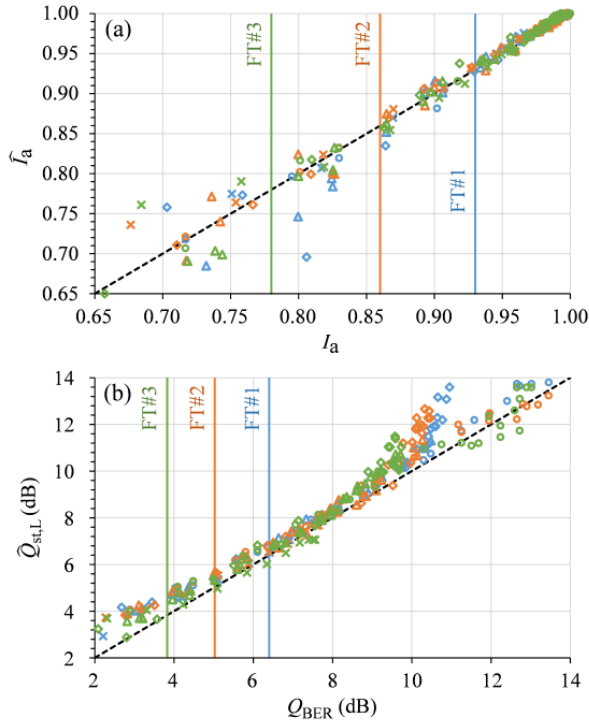 (a)
1.00
0.95
0.90
0.85
0.80
0.75
0.70
0.65
Îa
FT#3
FT#2
FT#1
0.65 0.70 0.75 0.80 0.85 0.90 0.95 1.00
Ia
(b)
14
12
10
8
6
4
2
Q̂st,L (dB)
FT#3
FT#2
FT#1
2 4 6 8 10 12 14
QBER (dB)